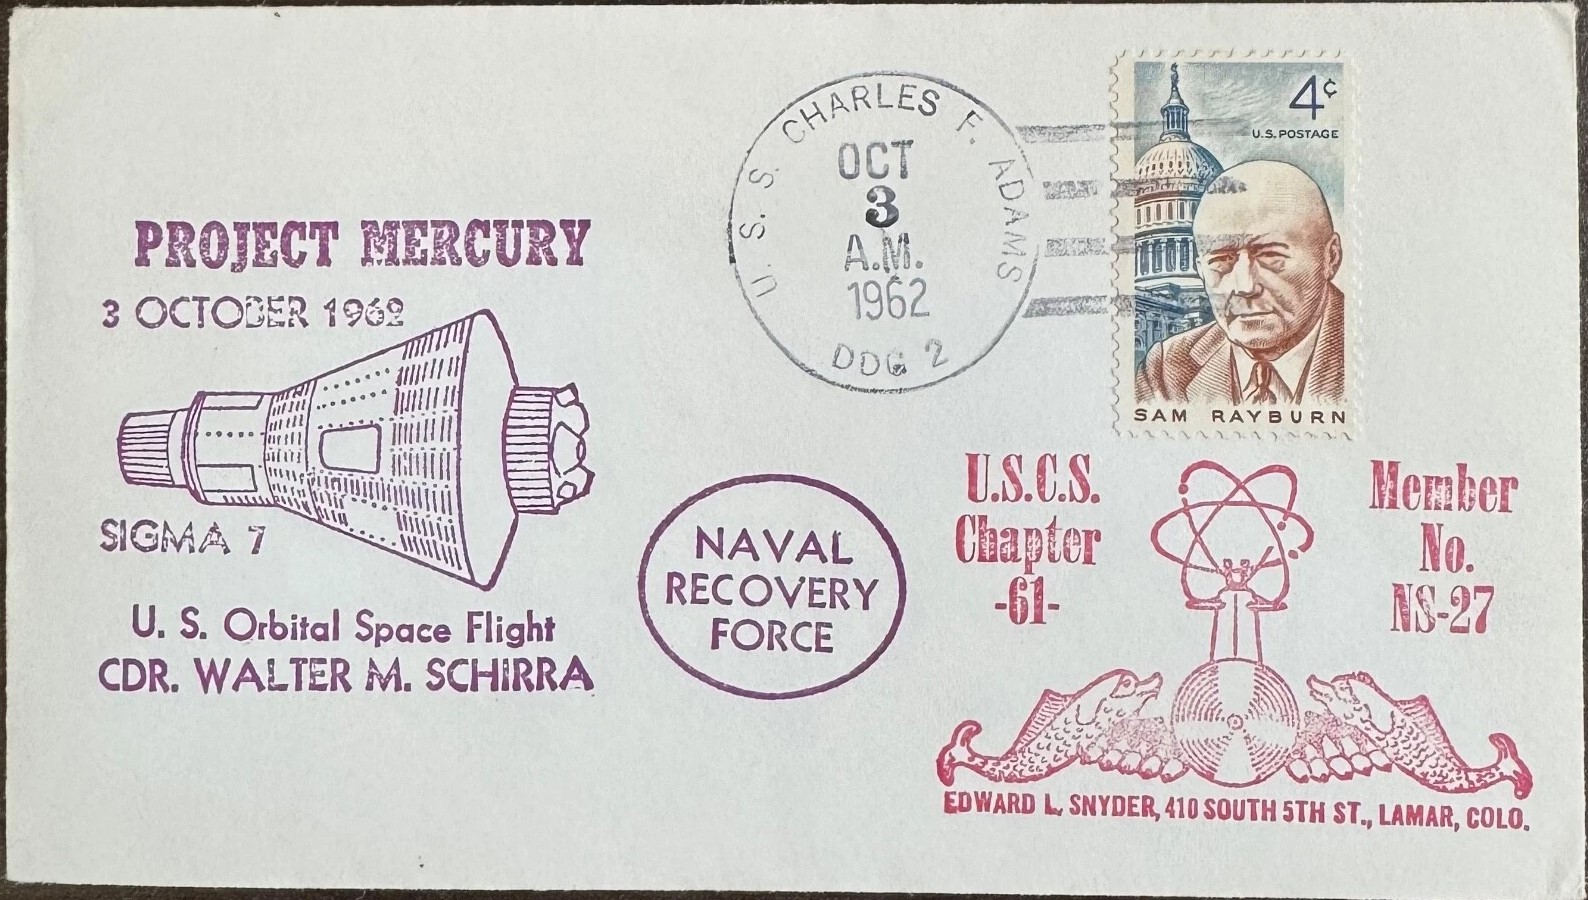 PROJECT MERCURY
3 OCTOBER 1962
SIGMA 7
U. S. Orbital Space Flight
CDR. WALTER M. SCHIRRA
NAVAL
RECOVERY
FORCE
U. S. S. CHARLES F. ADAMS
OCT
3
A.M.
1962
DDG 2
4¢
U.S. POSTAGE
SAM RAYBURN
U.S.C.S.
Chapter
-61-
Member
No.
NS-27
EDWARD L. SNYDER, 410 SOUTH 5TH ST., LAMAR, COLO.